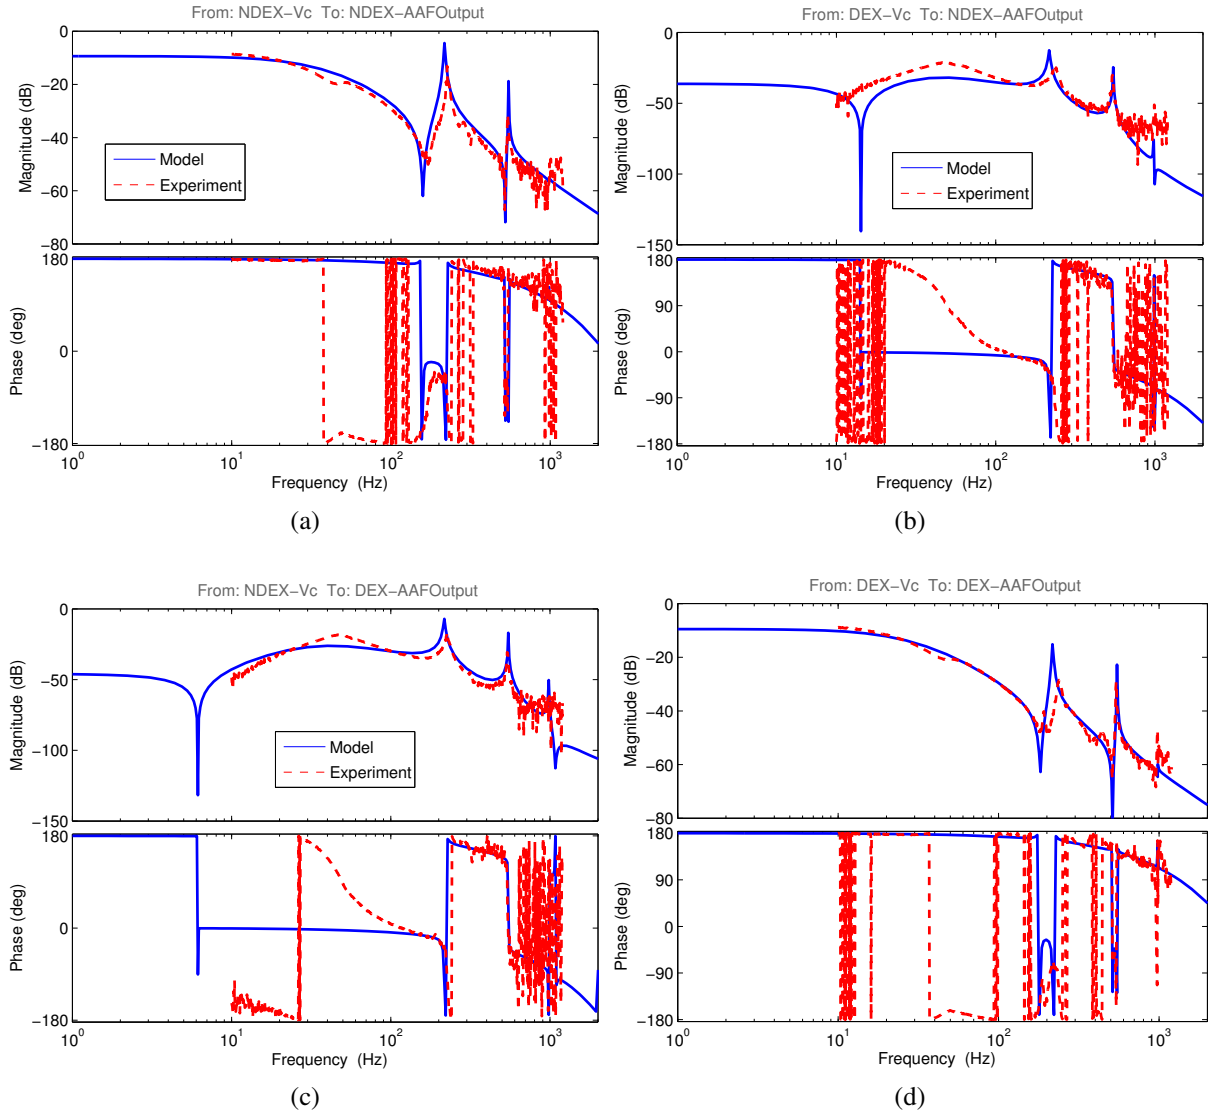 From: NDEX−Vc To: NDEX−AAFOutput
0
−20
−40
−60
−80
Magnitude (dB)
Model
Experiment
180
0
−180
Phase (deg)
10^0 10^1 10^2 10^3
Frequency (Hz)
(a)
From: DEX−Vc To: NDEX−AAFOutput
0
−50
−100
−150
Magnitude (dB)
Model
Experiment
180
90
0
−90
−180
Phase (deg)
10^0 10^1 10^2 10^3
Frequency (Hz)
(b)
From: NDEX−Vc To: DEX−AAFOutput
0
−50
−100
−150
Magnitude (dB)
Model
Experiment
180
0
−180
Phase (deg)
10^0 10^1 10^2 10^3
Frequency (Hz)
(c)
From: DEX−Vc To: DEX−AAFOutput
0
−20
−40
−60
−80
Magnitude (dB)
180
90
0
−90
−180
Phase (deg)
10^0 10^1 10^2 10^3
Frequency (Hz)
(d)